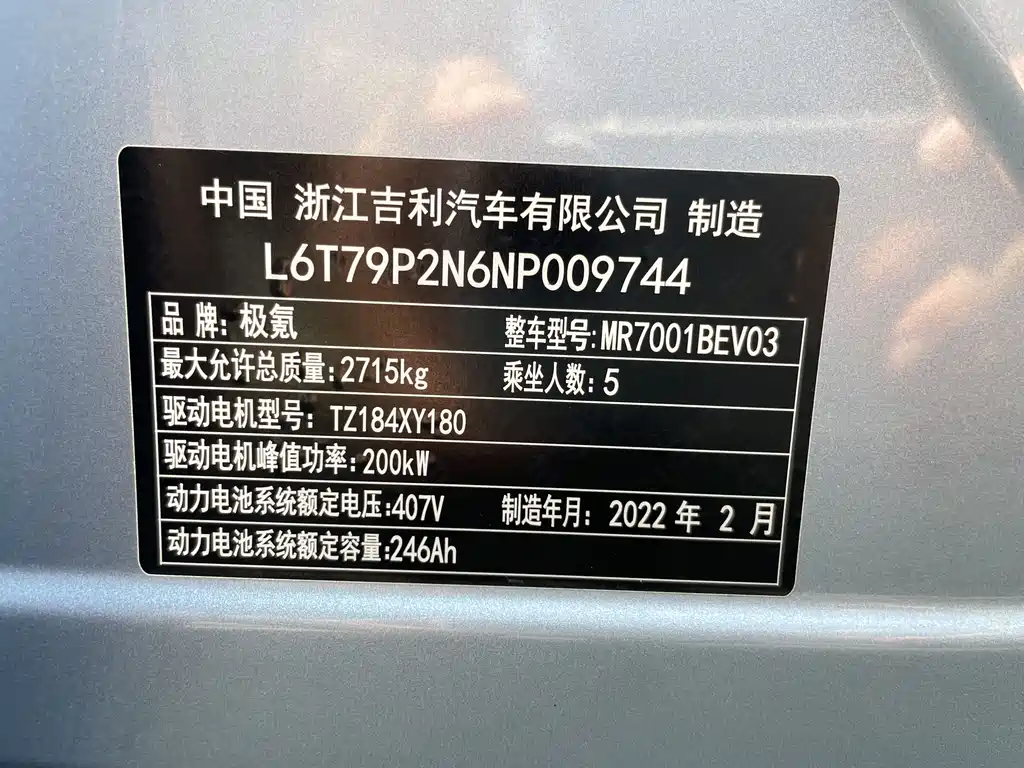 中国 浙江吉利汽车有限公司 制造
L6T79P2N6NP009744
品 牌: 极氪 整车型号: MR7001BEV03
最大允许总质量: 2715kg 乘坐人数: 5
驱动电机型号: TZ184XY180
驱动电机峰值功率: 200kW
动力电池系统额定电压: 407V 制造年月: 2022 年 2 月
动力电池系统额定容量: 246Ah